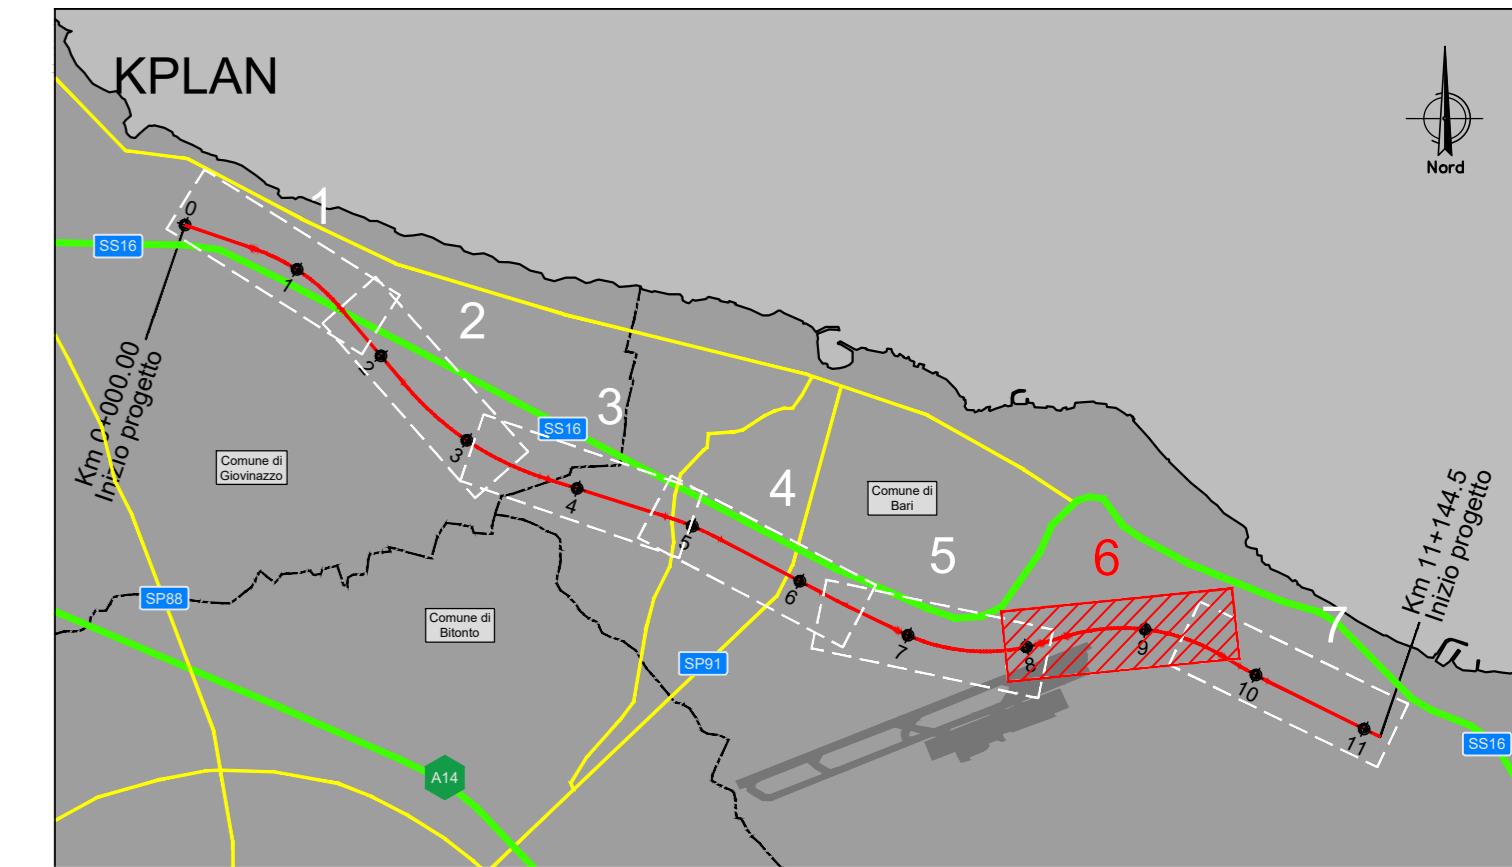 KPLAN
Nord
1
0
SS16
1
2
2
Km 0+000.00
Inizio progetto
3
SS16
3
Comune di
Giovinazzo
4
4
Comune di
Bari
5
5
6
Km 11+144.5
Inizio progetto
6
SP88
Comune di
Bitonto
7
7
8
9
SP91
10
11
SS16
A14